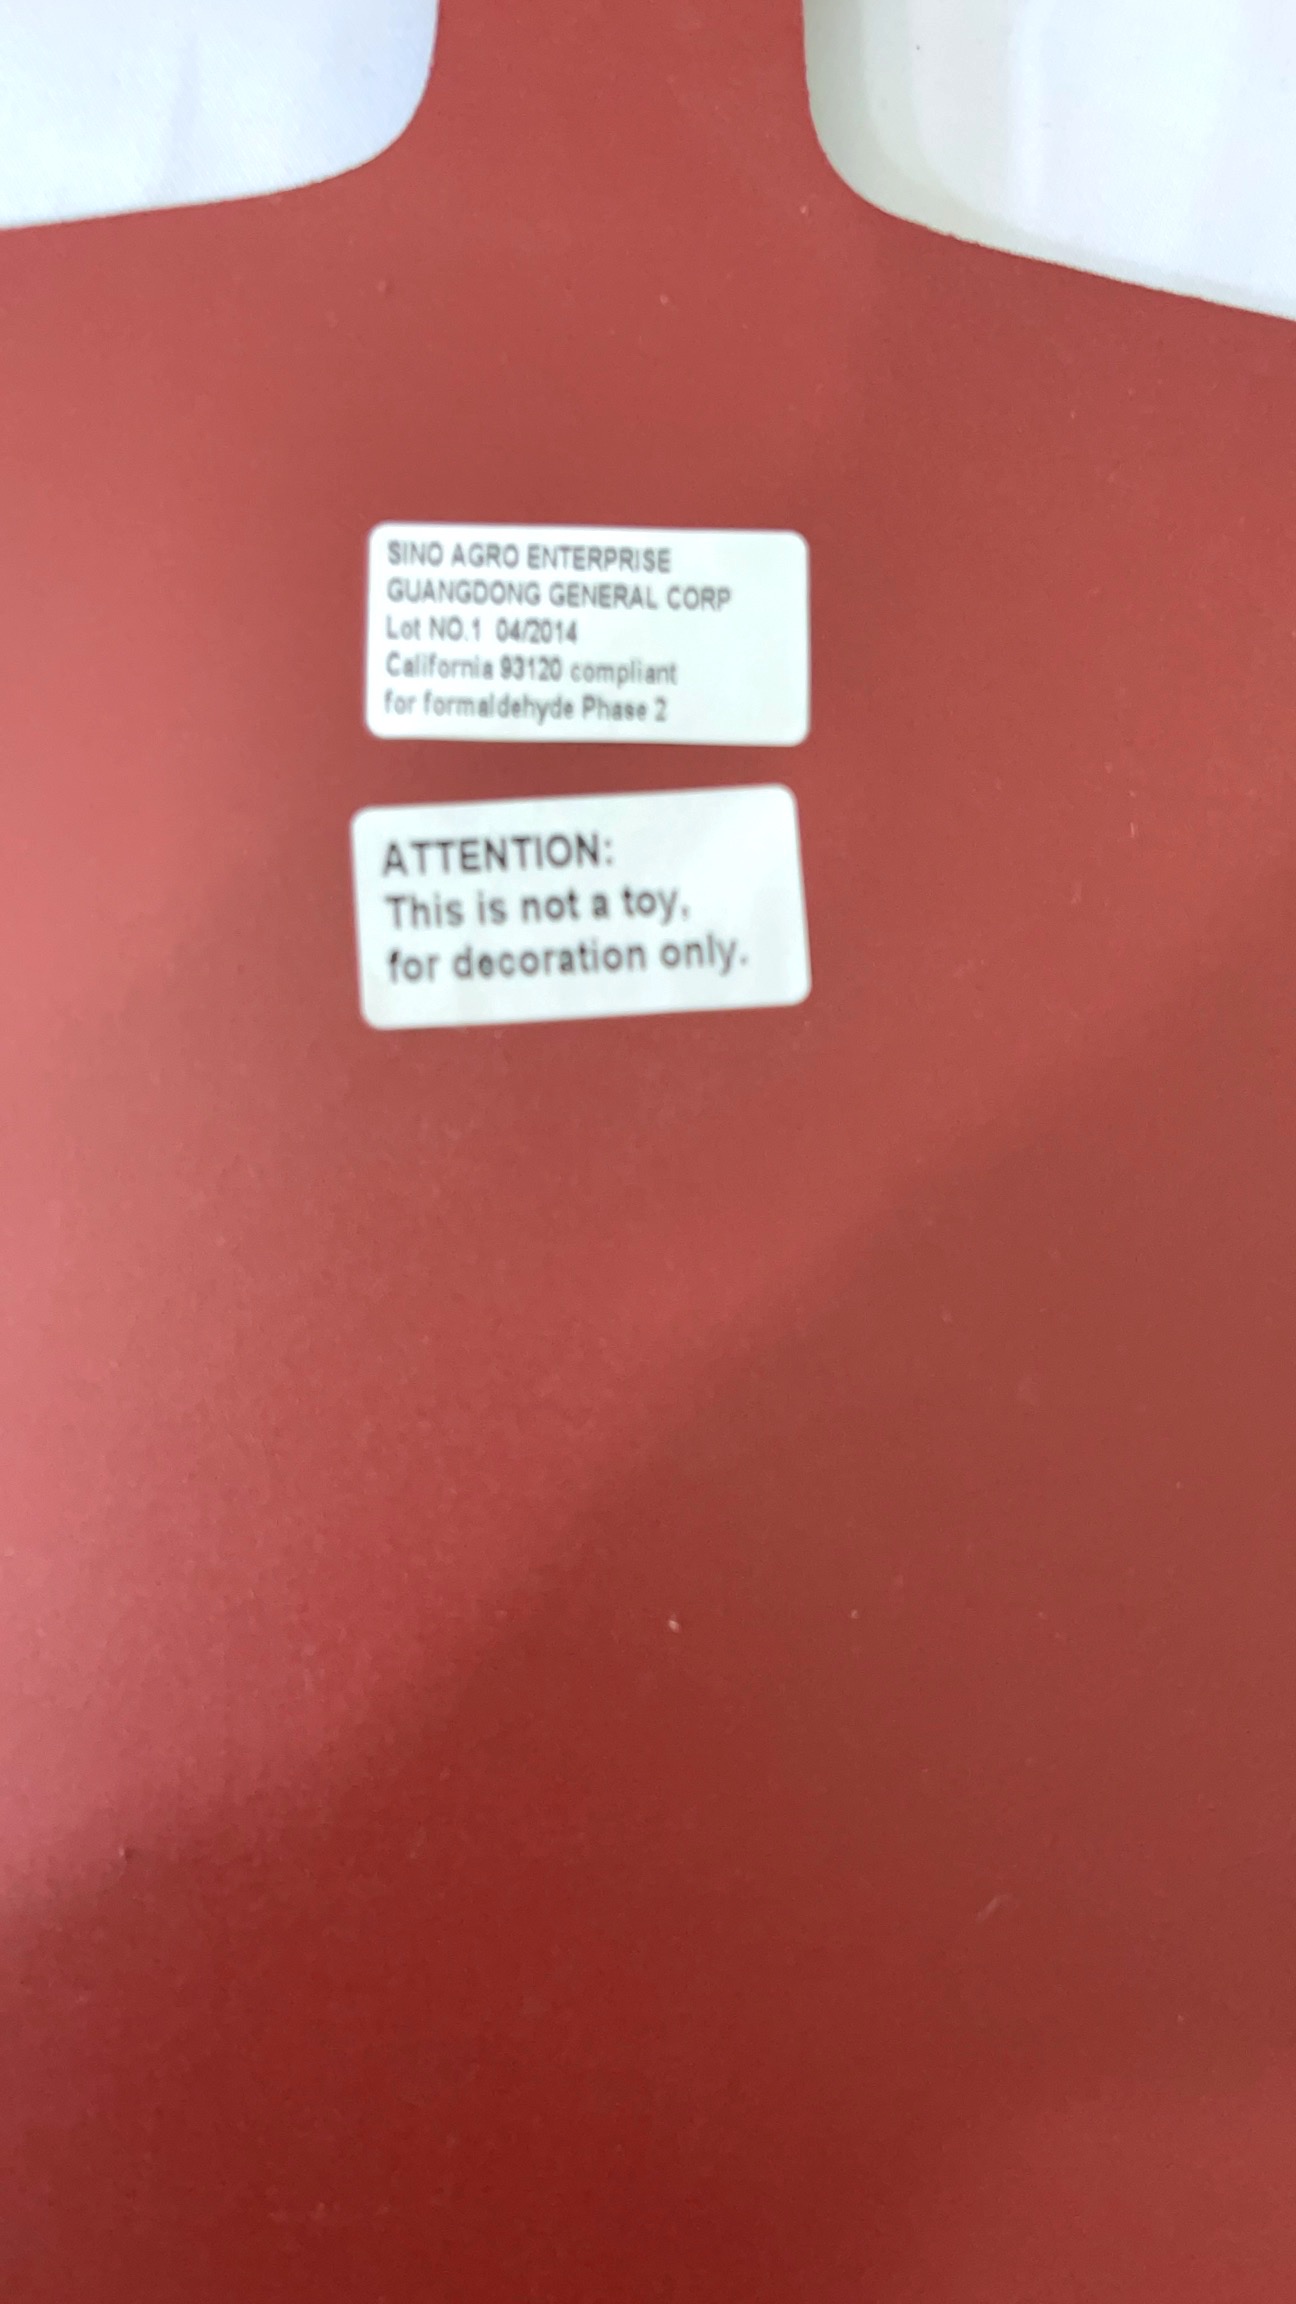 SINO AGRO ENTERPRISE
GUANGDONG GENERAL CORP
Lot NO.1 04/2014
California 93120 compliant
for formaldehyde Phase 2
ATTENTION:
This is not a toy,
for decoration only.